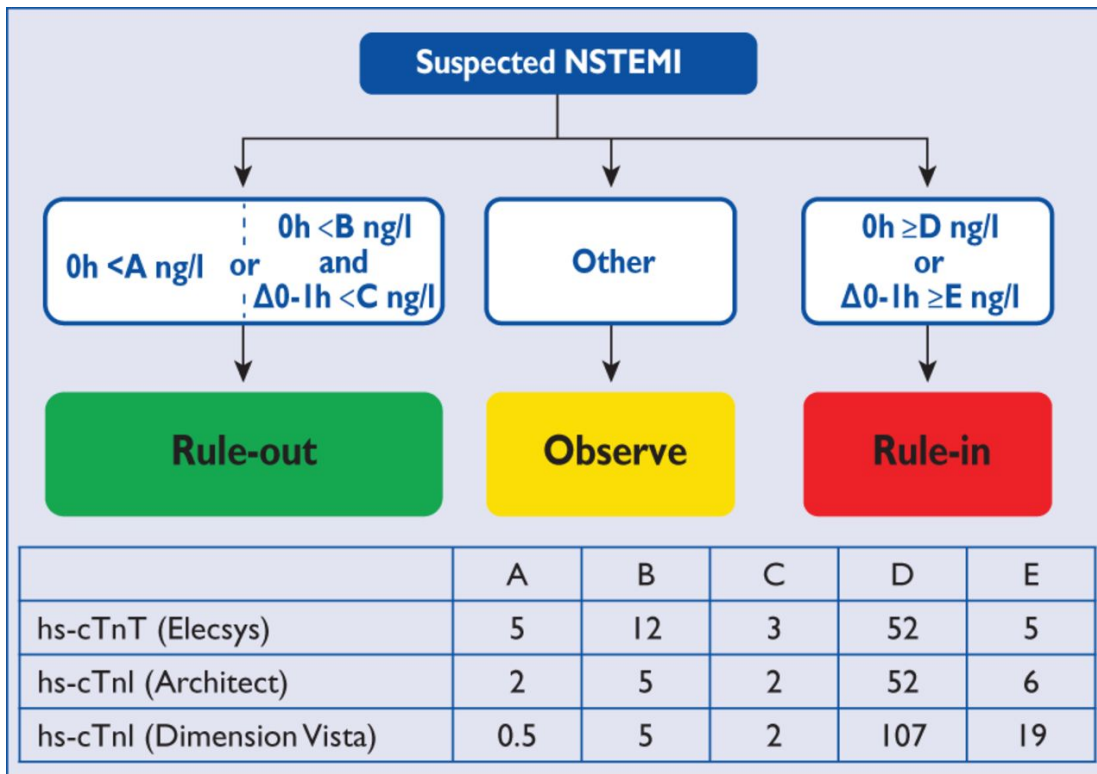 Suspected NSTEMI
0h <A ng/l or
0h <B ng/l
and
Δ0-1h <C ng/l
Other
0h ≥D ng/l
or
Δ0-1h ≥E ng/l
Rule-out
Observe
Rule-in
A B C D E
hs-cTnT (Elecsys) 5 12 3 52 5
hs-cTnI (Architect) 2 5 2 52 6
hs-cTnI (Dimension Vista) 0.5 5 2 107 19